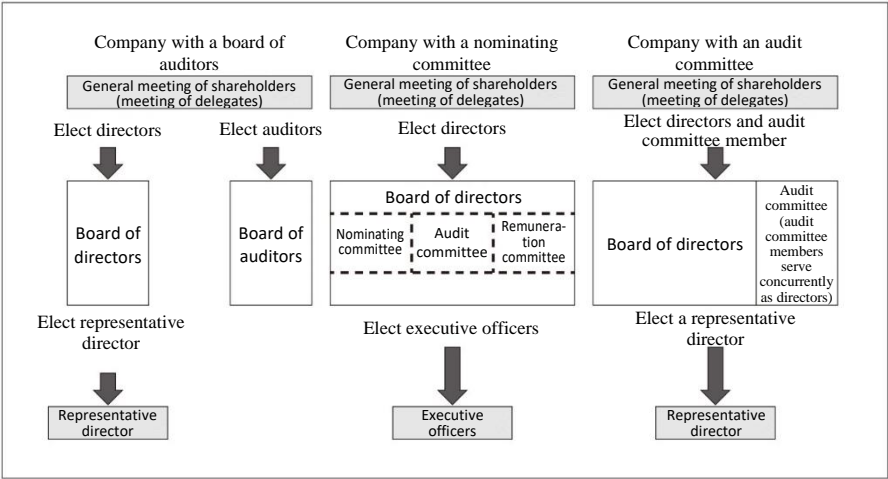 Company with a board of
auditors
General meeting of shareholders
(meeting of delegates)
Elect directors
Elect auditors
Board of
directors
Board of
auditors
Elect representative
director
Representative
director
Company with a nominating
committee
General meeting of shareholders
(meeting of delegates)
Elect directors
Board of directors
Nominating
committee
Audit
committee
Remunera-
tion
committee
Elect executive officers
Executive
officers
Company with an audit
committee
General meeting of shareholders
(meeting of delegates)
Elect directors and audit
committee member
Board of directors
Audit
committee
(audit
committee
members
serve
concurrently
as directors)
Elect a representative
director
Representative
director